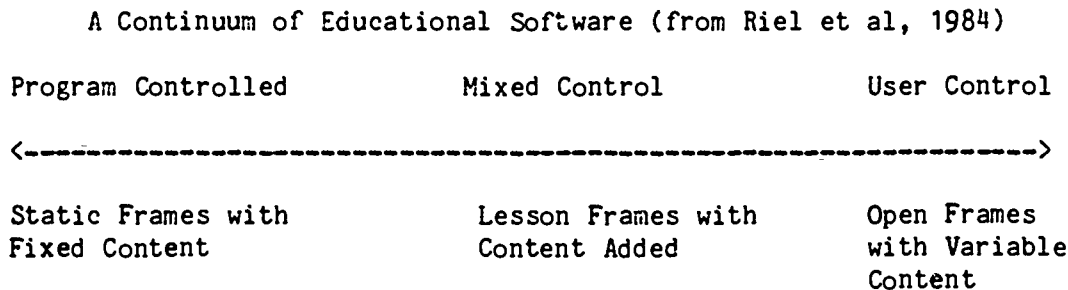 A Continuum of Educational Software (from Riel et al, 1984)
Program Controlled Mixed Control User Control
<----------------------------------------------------------------->
Static Frames with Lesson Frames with Open Frames
Fixed Content Content Added with Variable
Content